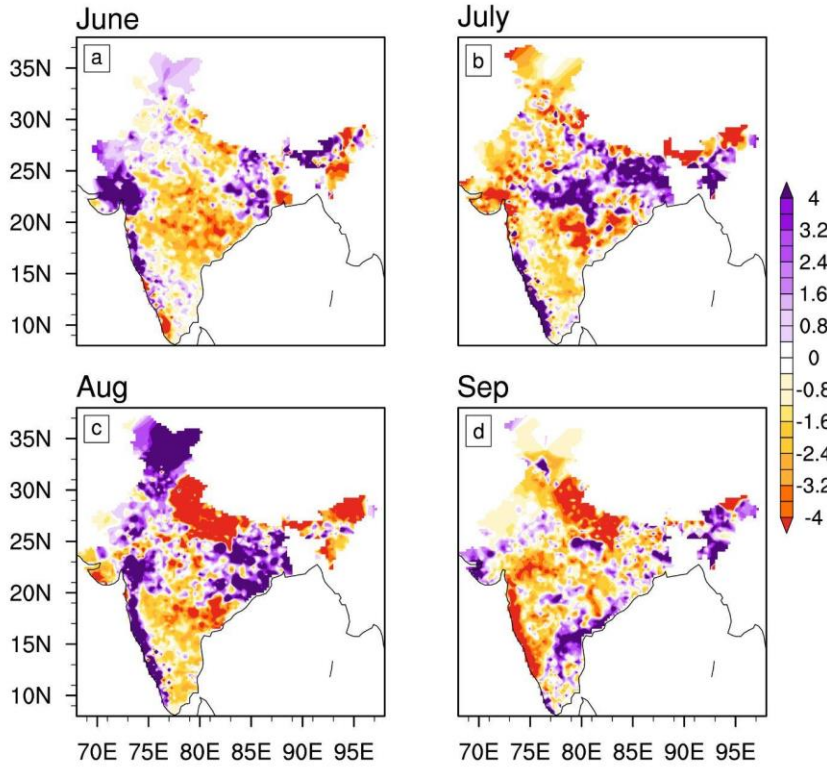 June
July
a
b
35N
30N
25N
20N
15N
10N
4
3.2
2.4
1.6
0.8
0
-0.8
-1.6
-2.4
-3.2
-4
Aug
Sep
c
d
35N
30N
25N
20N
15N
10N
70E 75E 80E 85E 90E 95E
70E 75E 80E 85E 90E 95E